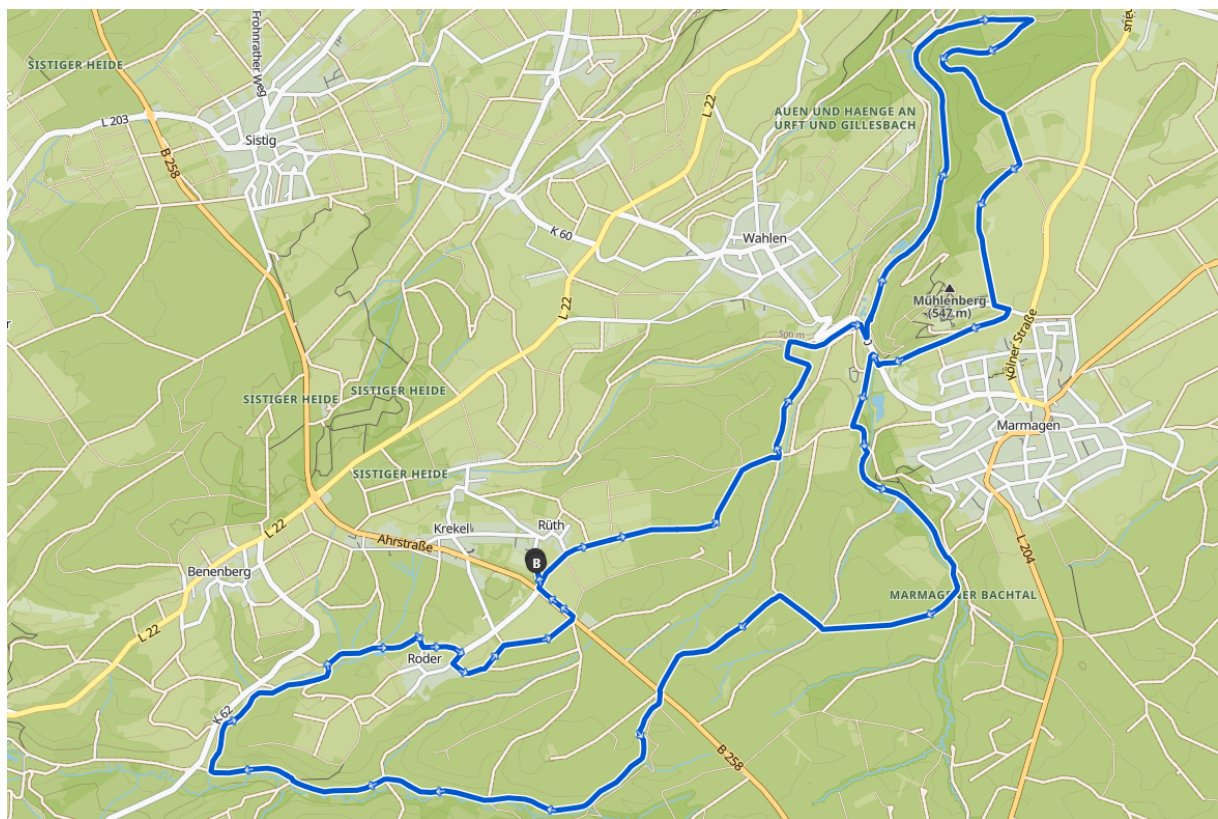 SISTIGER HEIDE
Frohnrather Weg
L 203
B 258
Sistig
L 22
AUEN UND HAENGE AN
URFT UND GILLESBACH
K 60
Wahlen
L 22
Mühlenberg
(547 m)
500 m
Kölner Straße
SISTIGER HEIDE
SISTIGER HEIDE
Marmagen
SISTIGER HEIDE
L 22
Krekel
Rüth
Ahrstraße
B
L 204
Benenberg
MARMAGENER BACHTAL
L 22
Roder
K 62
B 258